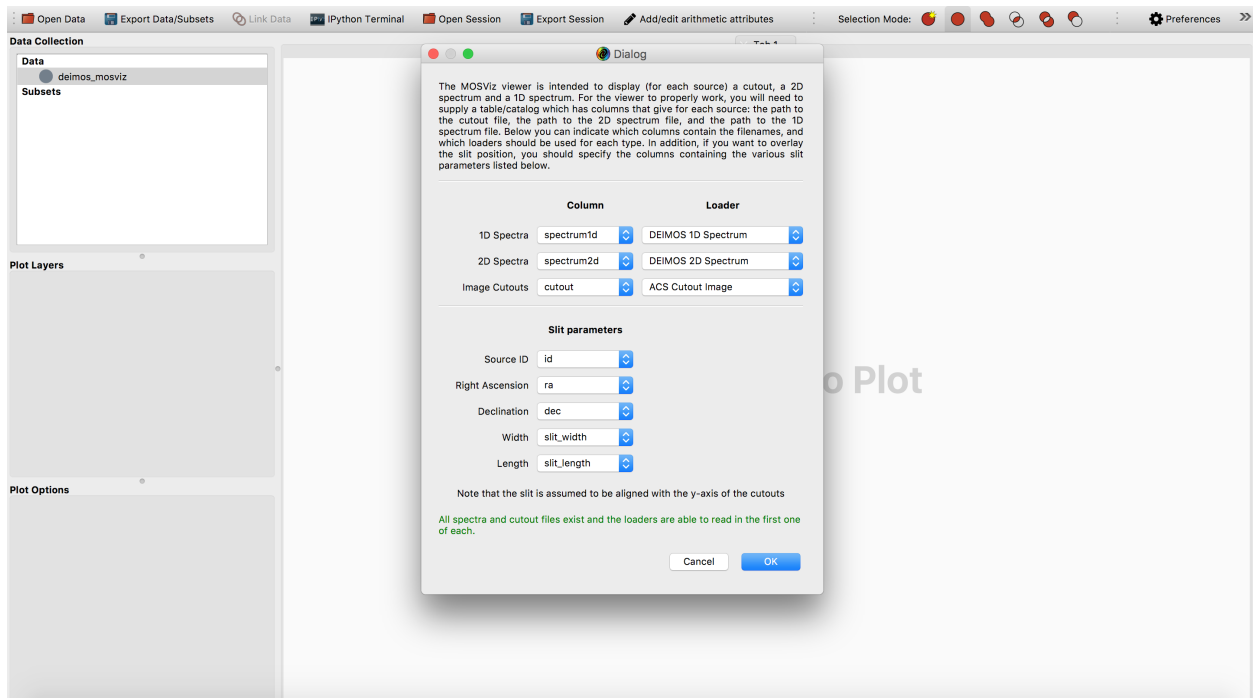 Open Data Export Data/Subsets Link Data IPython Terminal Open Session Export Session Add/edit arithmetic attributes Selection Mode: Preferences
Data Collection
Data
deimos_mosviz
Subsets
Plot Layers
Plot Options
Dialog
The MOSViz viewer is intended to display (for each source) a cutout, a 2D
spectrum and a 1D spectrum. For the viewer to properly work, you will need to
supply a table/catalog which has columns that give for each source: the path to
the cutout file, the path to the 2D spectrum file, and the path to the 1D
spectrum file. Below you can indicate which columns contain the filenames, and
which loaders should be used for each type. In addition, if you want to overlay
the slit position, you should specify the columns containing the various slit
parameters listed below.
Column Loader
1D Spectra spectrum1d DEIMOS 1D Spectrum
2D Spectra spectrum2d DEIMOS 2D Spectrum
Image Cutouts cutout ACS Cutout Image
Slit parameters
Source ID id
Right Ascension ra
Declination dec
Width slit_width
Length slit_length
Note that the slit is assumed to be aligned with the y-axis of the cutouts
All spectra and cutout files exist and the loaders are able to read in the first one
of each.
Cancel OK
Plot